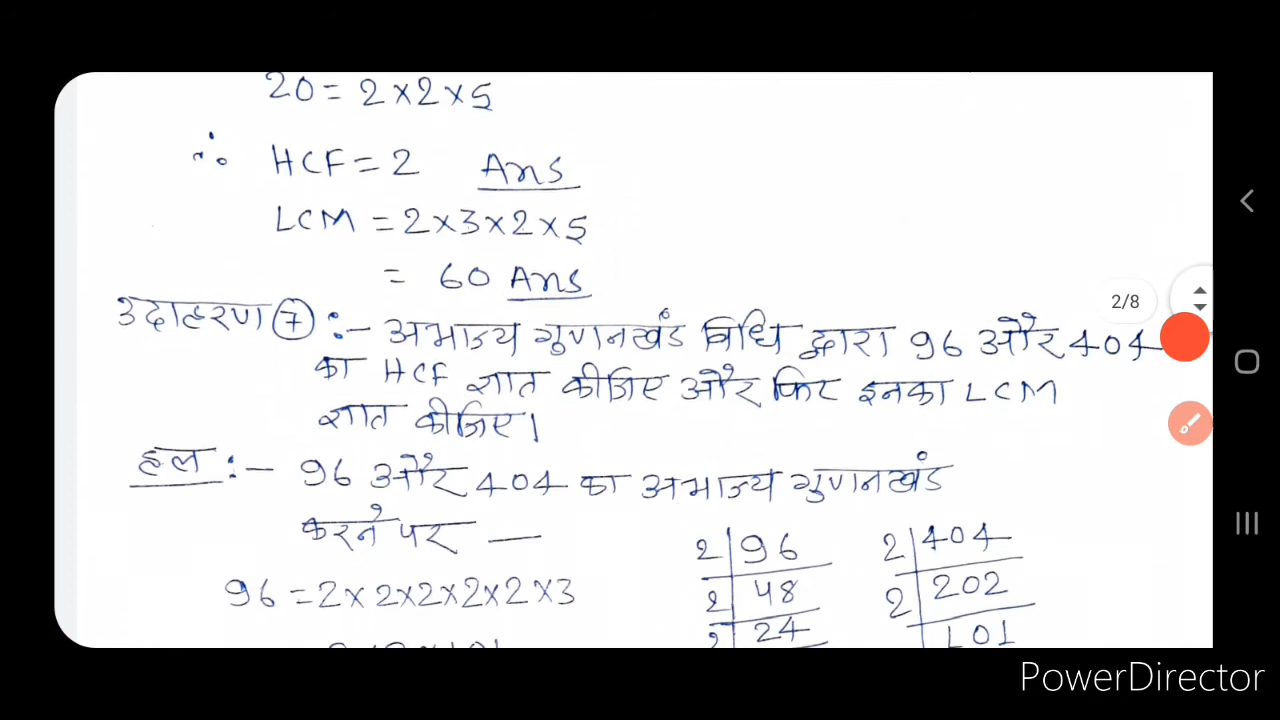 20 = 2×2×5
∴ HCF = 2 Ans
LCM = 2×3×2×5
= 60 Ans
उदाहरण ⑦ :- अभाज्य गुणनखंड विधि द्वारा 96 और 404
का HCF ज्ञात कीजिए और फिर इनका LCM
ज्ञात कीजिए।
हल :- 96 और 404 का अभाज्य गुणनखंड
करने पर —
96 = 2×2×2×2×2×3
2 | 96
2 | 48
2 | 24
2 | 404
2 | 202
| 101
2/8
PowerDirector